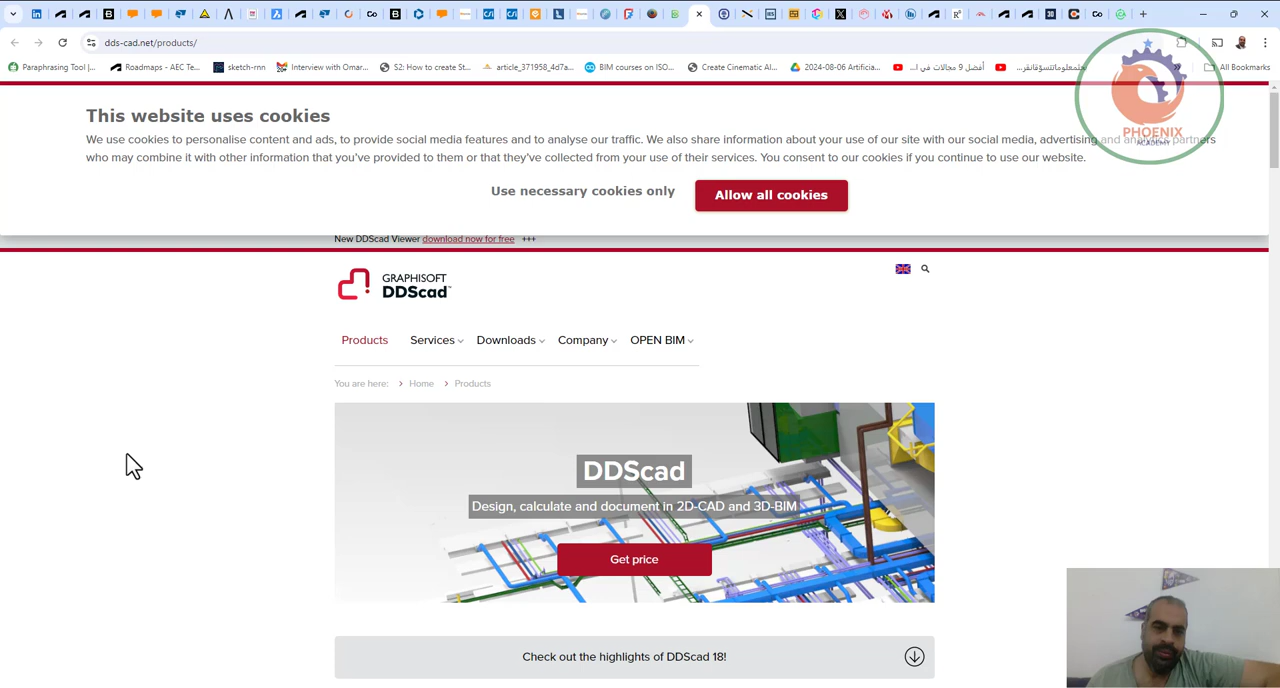 dds-cad.net/products/
Paraphrasing Tool |...
Roadmaps - AEC Te...
sketch-rnn
Interview with Omar...
S2: How to create St...
article_371958_4d7a...
BIM courses on ISO...
Create Cinematic AI...
2024-08-06 Artificia...
All Bookmarks
PHOENIX
ACADEMY
This website uses cookies
We use cookies to personalise content and ads, to provide social media features and to analyse our traffic. We also share information about your use of our site with our social media, advertising and analytics partners
who may combine it with other information that you've provided to them or that they've collected from your use of their services. You consent to our cookies if you continue to use our website.
Use necessary cookies only
Allow all cookies
New DDScad Viewer download now for free +++
GRAPHISOFT
DDScad™
Products
Services
Downloads
Company
OPEN BIM
You are here: > Home > Products
DDScad
Design, calculate and document in 2D-CAD and 3D-BIM
Get price
Check out the highlights of DDScad 18!